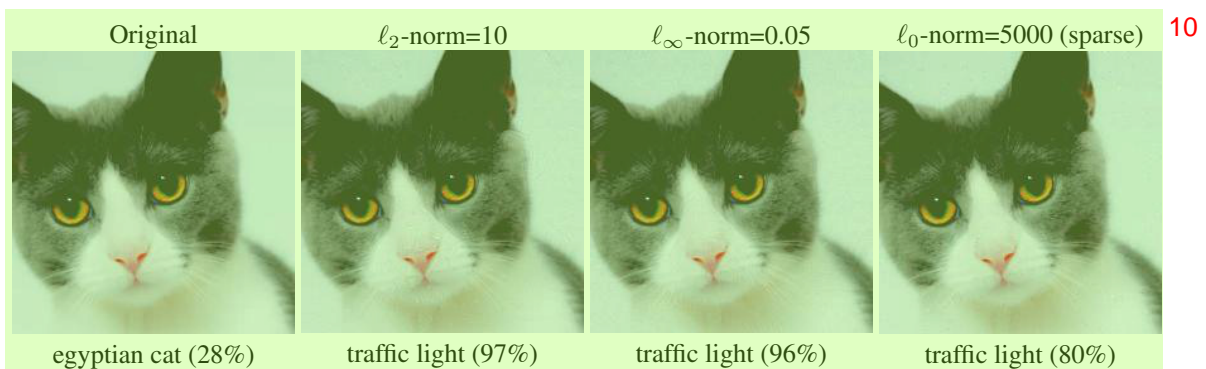 Original ℓ₂-norm=10 ℓ∞-norm=0.05 ℓ₀-norm=5000 (sparse) 10
egyptian cat (28%) traffic light (97%) traffic light (96%) traffic light (80%)